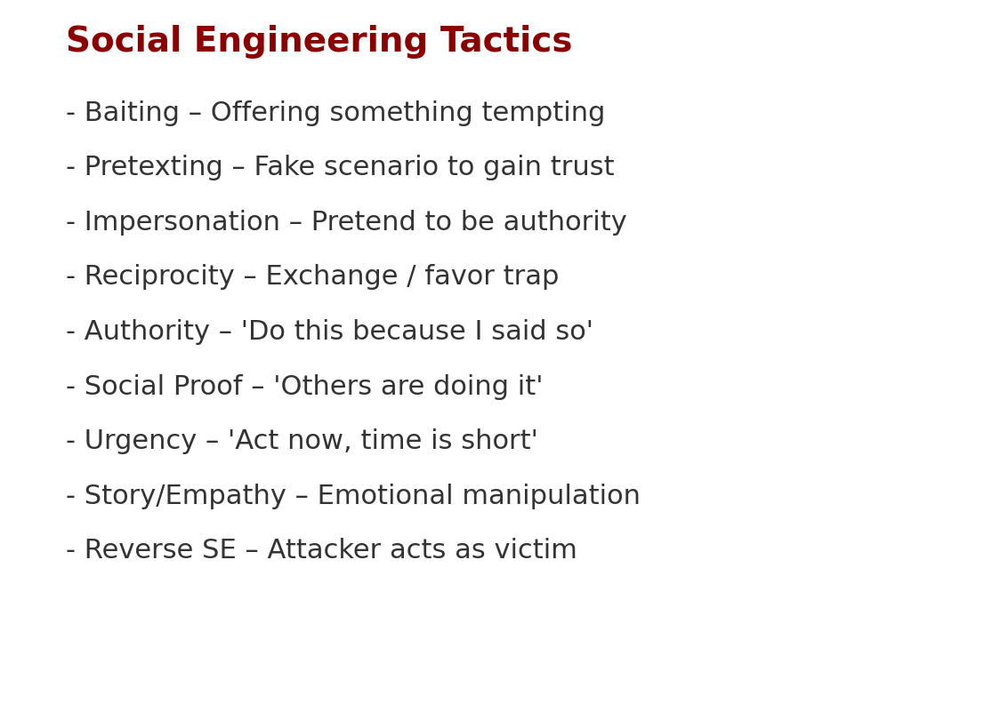 Social Engineering Tactics
- Baiting – Offering something tempting
- Pretexting – Fake scenario to gain trust
- Impersonation – Pretend to be authority
- Reciprocity – Exchange / favor trap
- Authority – 'Do this because I said so'
- Social Proof – 'Others are doing it'
- Urgency – 'Act now, time is short'
- Story/Empathy – Emotional manipulation
- Reverse SE – Attacker acts as victim